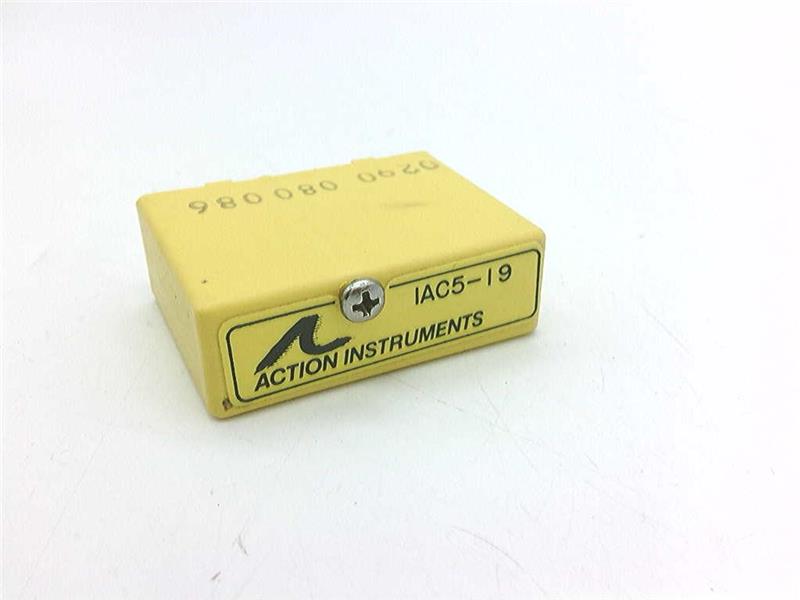 0290 080 086
IAC5-19
ACTION INSTRUMENTS